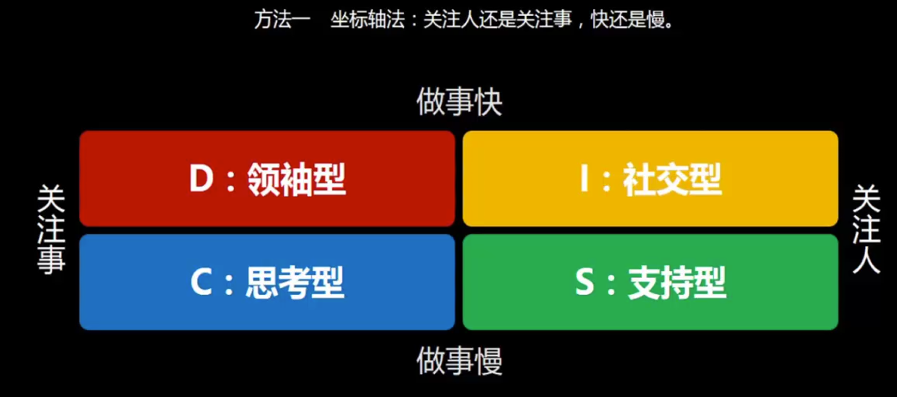 方法一 坐标轴法：关注人还是关注事，快还是慢。
做事快
D：领袖型
I：社交型
关注事
关注人
C：思考型
S：支持型
做事慢